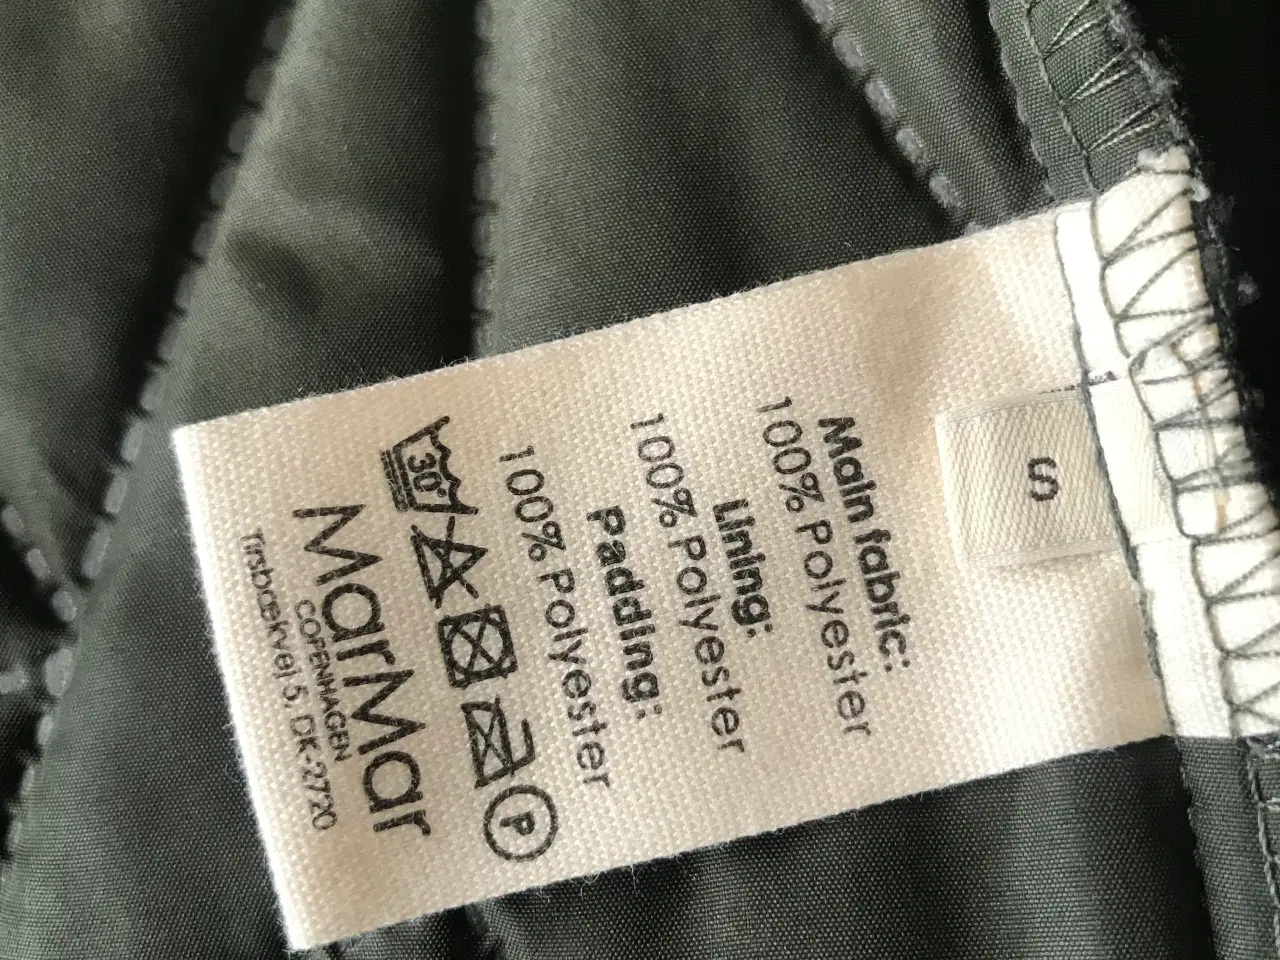 S
Main fabric:
100% Polyester
Lining:
100% Polyester
Padding:
100% Polyester
30°
P
MarMar
COPENHAGEN
Tirsbækvej 5, DK-2720